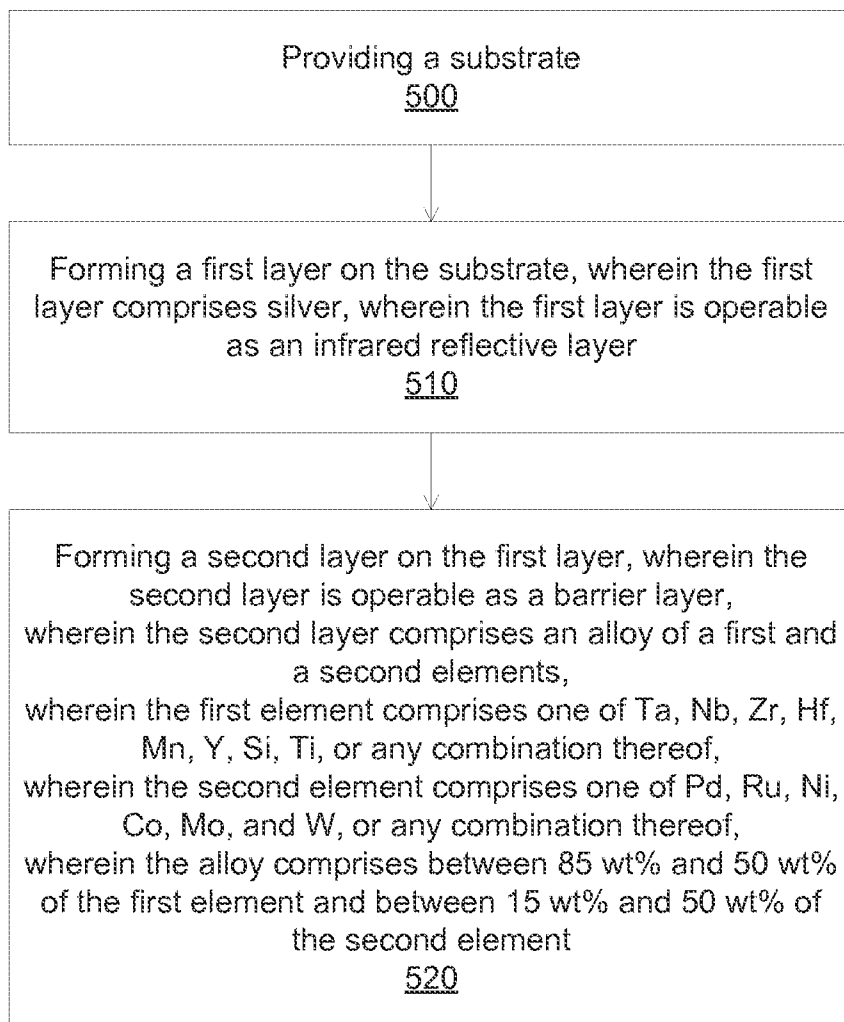 Providing a substrate
500
Forming a first layer on the substrate, wherein the first
layer comprises silver, wherein the first layer is operable
as an infrared reflective layer
510
Forming a second layer on the first layer, wherein the
second layer is operable as a barrier layer,
wherein the second layer comprises an alloy of a first and
a second elements,
wherein the first element comprises one of Ta, Nb, Zr, Hf,
Mn, Y, Si, Ti, or any combination thereof,
wherein the second element comprises one of Pd, Ru, Ni,
Co, Mo, and W, or any combination thereof,
wherein the alloy comprises between 85 wt% and 50 wt%
of the first element and between 15 wt% and 50 wt% of
the second element
520